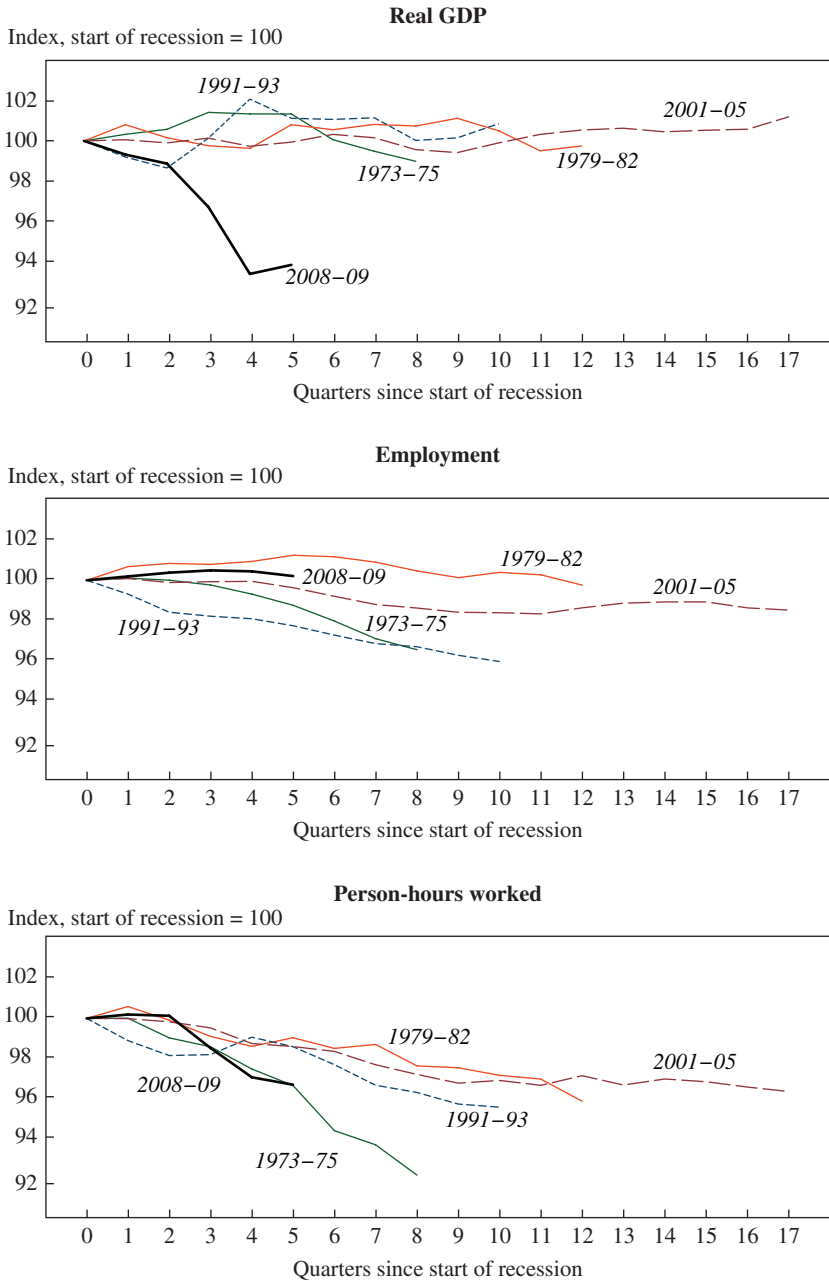 Real GDP
Index, start of recession = 100
1991–93
102
2001–05
100
1979–82
1973–75
98
96
94
2008–09
92
0 1 2 3 4 5 6 7 8 9 10 11 12 13 14 15 16 17
Quarters since start of recession
Employment
Index, start of recession = 100
102
1979–82
2008–09
100
2001–05
98
1991–93
1973–75
96
94
92
0 1 2 3 4 5 6 7 8 9 10 11 12 13 14 15 16 17
Quarters since start of recession
Person-hours worked
Index, start of recession = 100
102
100
1979–82
98
2001–05
2008–09
96
1991–93
94
1973–75
92
0 1 2 3 4 5 6 7 8 9 10 11 12 13 14 15 16 17
Quarters since start of recession